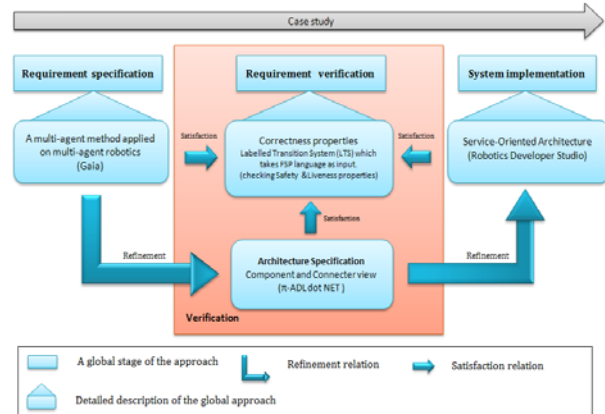 Case study
Requirement specification
Requirement verification
System implementation
A multi-agent method applied
on multi-agent robotics
(Gaia)
Satisfaction
Correctness properties
Labelled Transition System (LTS) which
takes FSP language as input.
(checking Safety &Liveness properties)
Satisfaction
Service-Oriented Architecture
(Robotics Developer Studio)
Satisfaction
Refinement
Architecture Specification
Component and Connecter view
(π-ADL dot NET )
Refinement
Verification
A global stage of the approach
Refinement relation
Satisfaction relation
Detailed description of the global approach